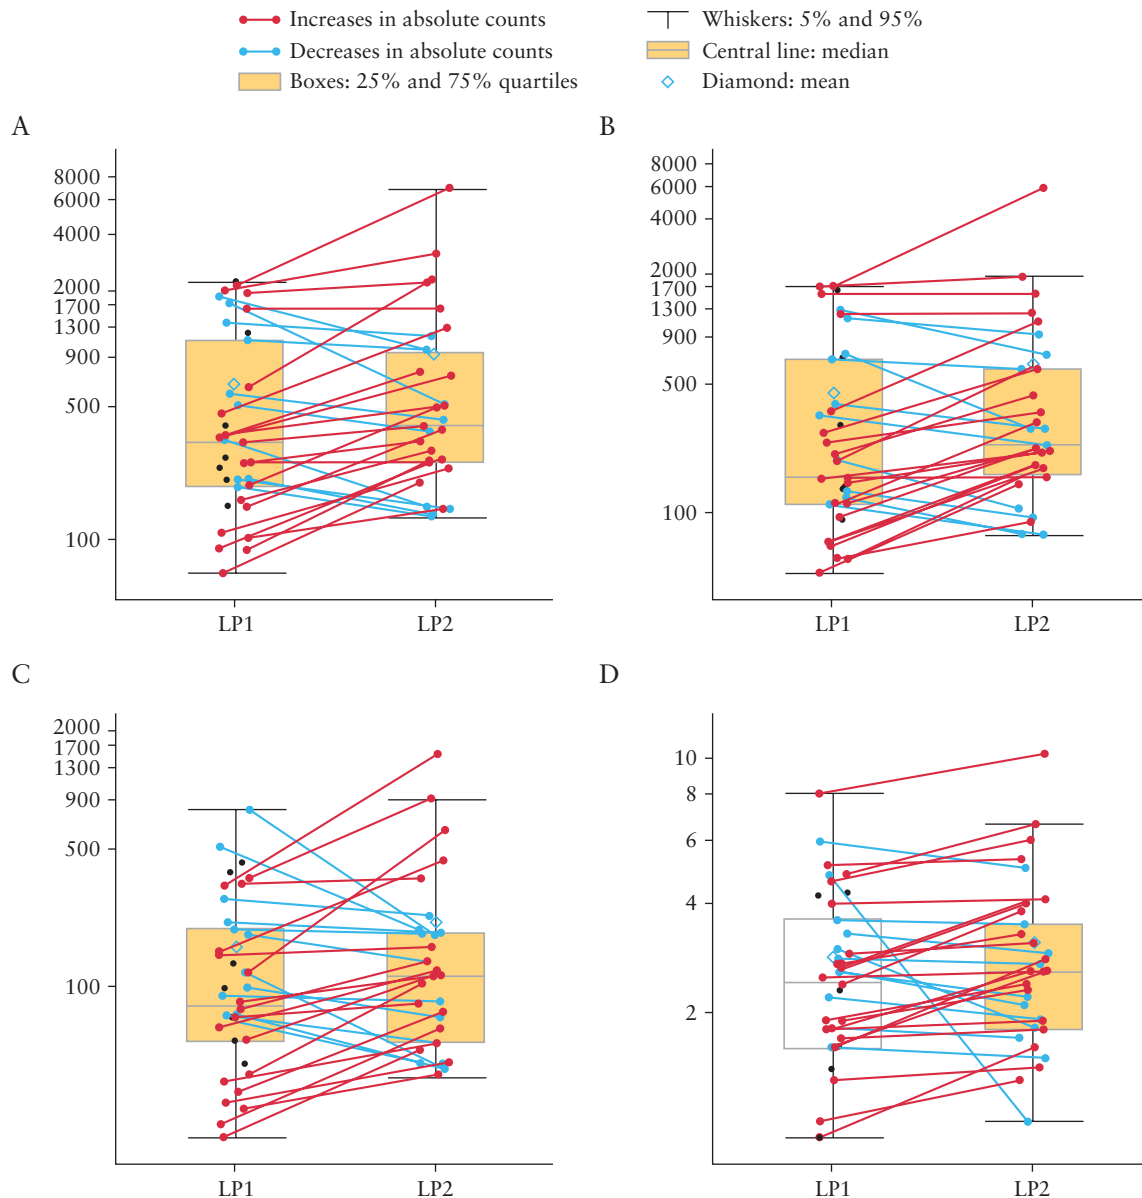 Increases in absolute counts
Decreases in absolute counts
Boxes: 25% and 75% quartiles
Whiskers: 5% and 95%
Central line: median
Diamond: mean
A
8000
6000
4000
2000
1700
1300
900
500
100
LP1 LP2
B
8000
6000
4000
2000
1700
1300
900
500
100
LP1 LP2
C
2000
1700
1300
900
500
100
LP1 LP2
D
10
8
6
4
2
LP1 LP2